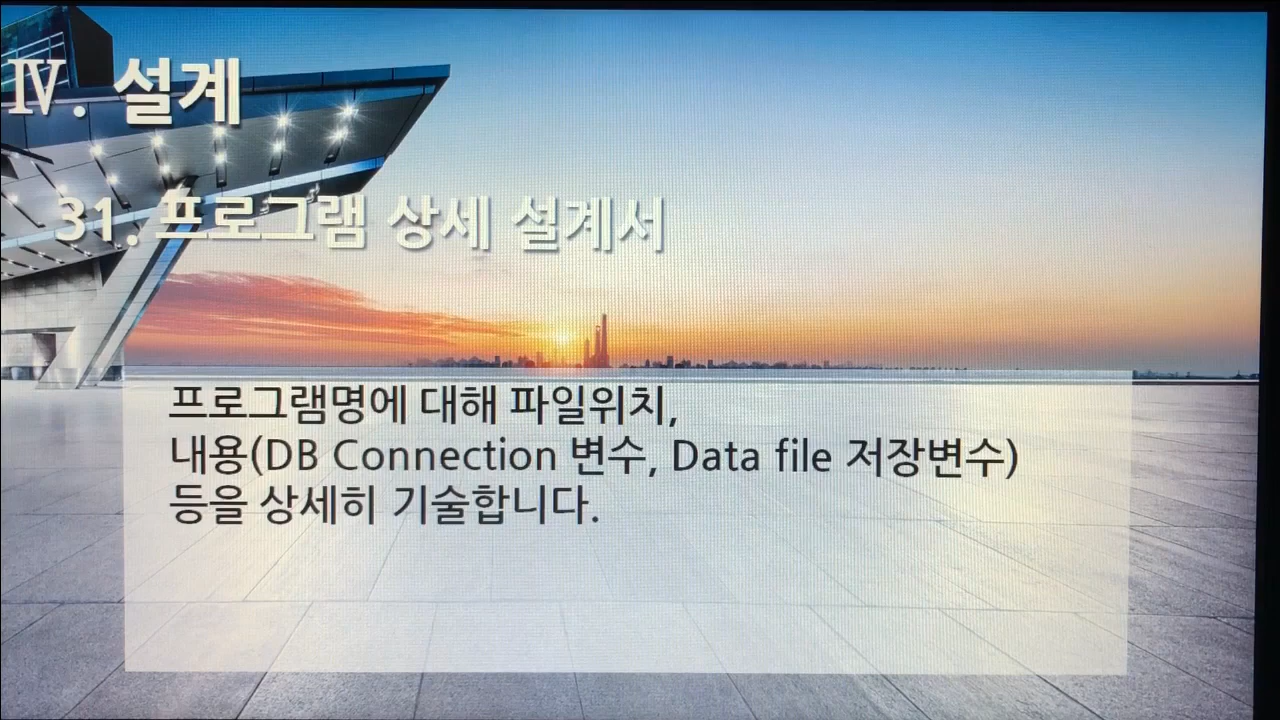 Ⅳ. 설계
31. 프로그램 상세 설계서
프로그램명에 대해 파일위치,
내용(DB Connection 변수, Data file 저장변수)
등을 상세히 기술합니다.